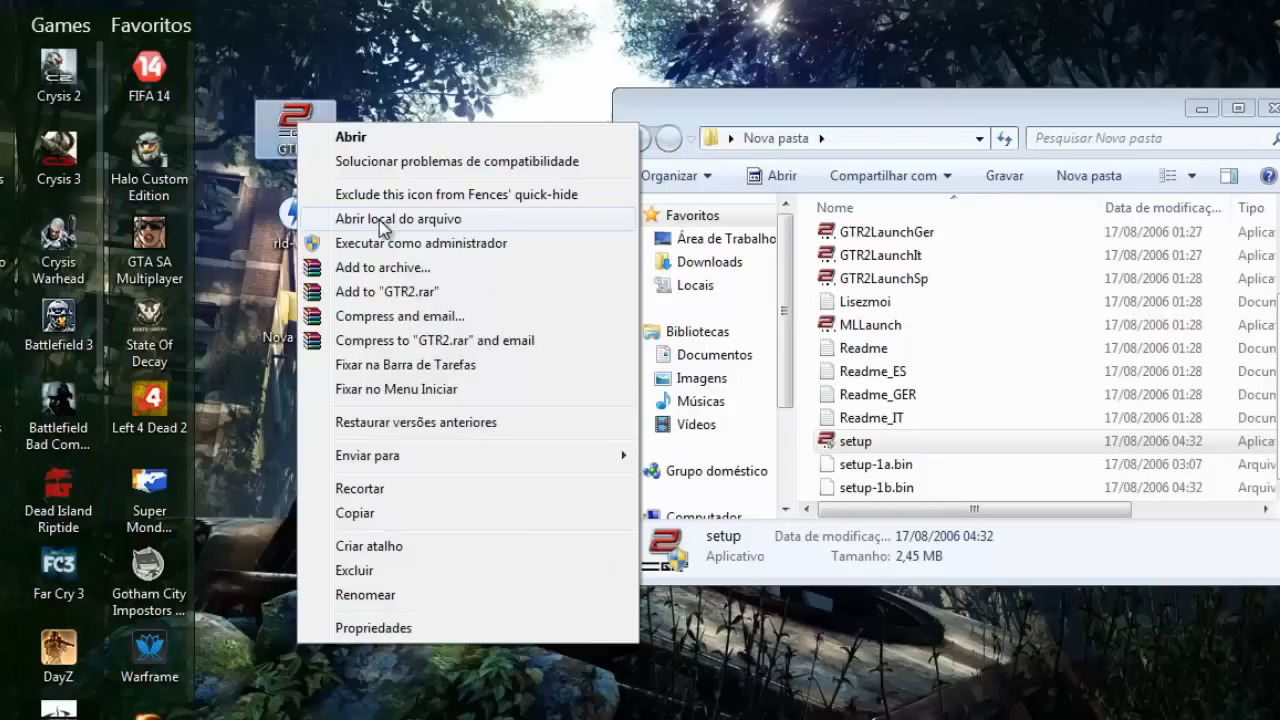 Games
Favoritos
Crysis 2
FIFA 14
Crysis 3
Halo Custom
Edition
Crysis
Warhead
GTA SA
Multiplayer
Battlefield 3
State Of
Decay
Battlefield
Bad Com...
Left 4 Dead 2
Dead Island
Riptide
Super
Mond...
Far Cry 3
Gotham City
Impostors ...
DayZ
Warframe
GT
rld-
Nova
Abrir
Solucionar problemas de compatibilidade
Exclude this icon from Fences' quick-hide
Abrir local do arquivo
Executar como administrador
Add to archive...
Add to "GTR2.rar"
Compress and email...
Compress to "GTR2.rar" and email
Fixar na Barra de Tarefas
Fixar no Menu Iniciar
Restaurar versões anteriores
Enviar para
Recortar
Copiar
Criar atalho
Excluir
Renomear
Propriedades
Nova pasta
Pesquisar Nova pasta
Organizar
Abrir
Compartilhar com
Gravar
Nova pasta
Favoritos
Área de Trabalho
Downloads
Locais
Bibliotecas
Documentos
Imagens
Músicas
Vídeos
Grupo doméstico
Computador
Nome Data de modificaç... Tipo
GTR2LaunchGer 17/08/2006 01:27 Aplica
GTR2LaunchIt 17/08/2006 01:27 Aplica
GTR2LaunchSp 17/08/2006 01:28 Aplica
Lisezmoi 17/08/2006 01:28 Docun
MLLaunch 17/08/2006 01:28 Aplica
Readme 17/08/2006 01:28 Docun
Readme_ES 17/08/2006 01:28 Docun
Readme_GER 17/08/2006 01:28 Docun
Readme_IT 17/08/2006 01:28 Docun
setup 17/08/2006 04:32 Aplica
setup-1a.bin 17/08/2006 03:07 Arquiv
setup-1b.bin 17/08/2006 04:32 Arquiv
setup Data de modificaç... 17/08/2006 04:32
Aplicativo Tamanho: 2,45 MB